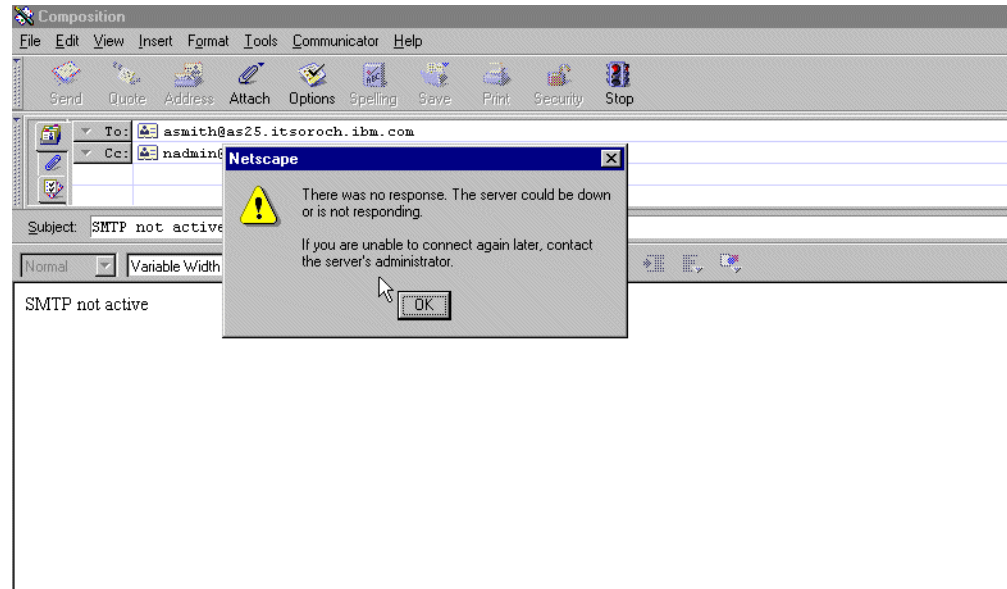 Composition
File Edit View Insert Format Tools Communicator Help
Send Quote Address Attach Options Spelling Save Print Security Stop
To: asmith@as25.itsoroch.ibm.com
Cc: nadmin@
Netscape
There was no response. The server could be down
or is not responding.
If you are unable to connect again later, contact
the server's administrator.
OK
Subject: SMTP not active
Normal Variable Width
SMTP not active